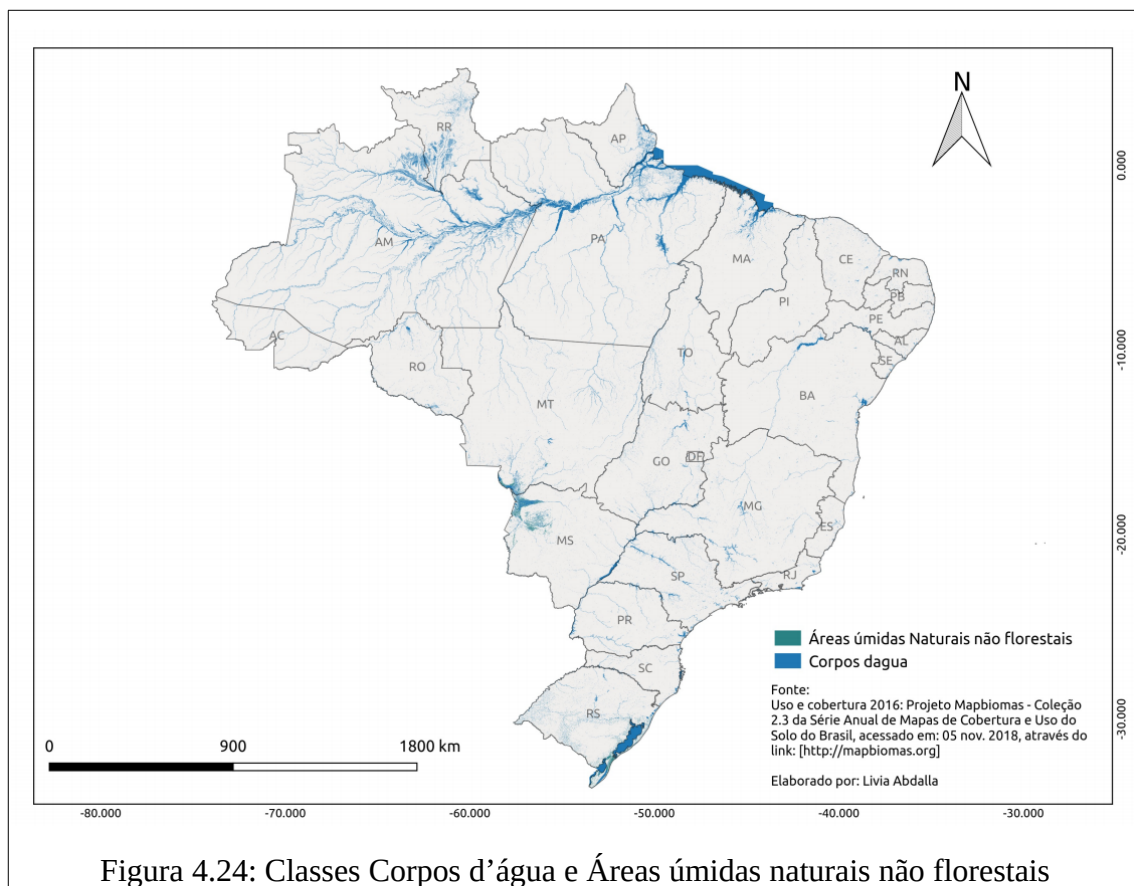 N
RR
AP
AM
PA
MA
CE
RN
PB
PI
PE
AL
SE
AC
RO
TO
BA
MT
GO
DF
MG
ES
MS
SP
RJ
PR
SC
RS
0.000
-10.000
-20.000
-30.000
Áreas úmidas Naturais não florestais
Corpos dagua
Fonte:
Uso e cobertura 2016: Projeto Mapbiomas - Coleção
2.3 da Série Anual de Mapas de Cobertura e Uso do
Solo do Brasil, acessado em: 05 nov. 2018, através do
link: [http://mapbiomas.org]
Elaborado por: Livia Abdalla
0 900 1800 km
-80.000 -70.000 -60.000 -50.000 -40.000 -30.000
Figura 4.24: Classes Corpos d’água e Áreas úmidas naturais não florestais